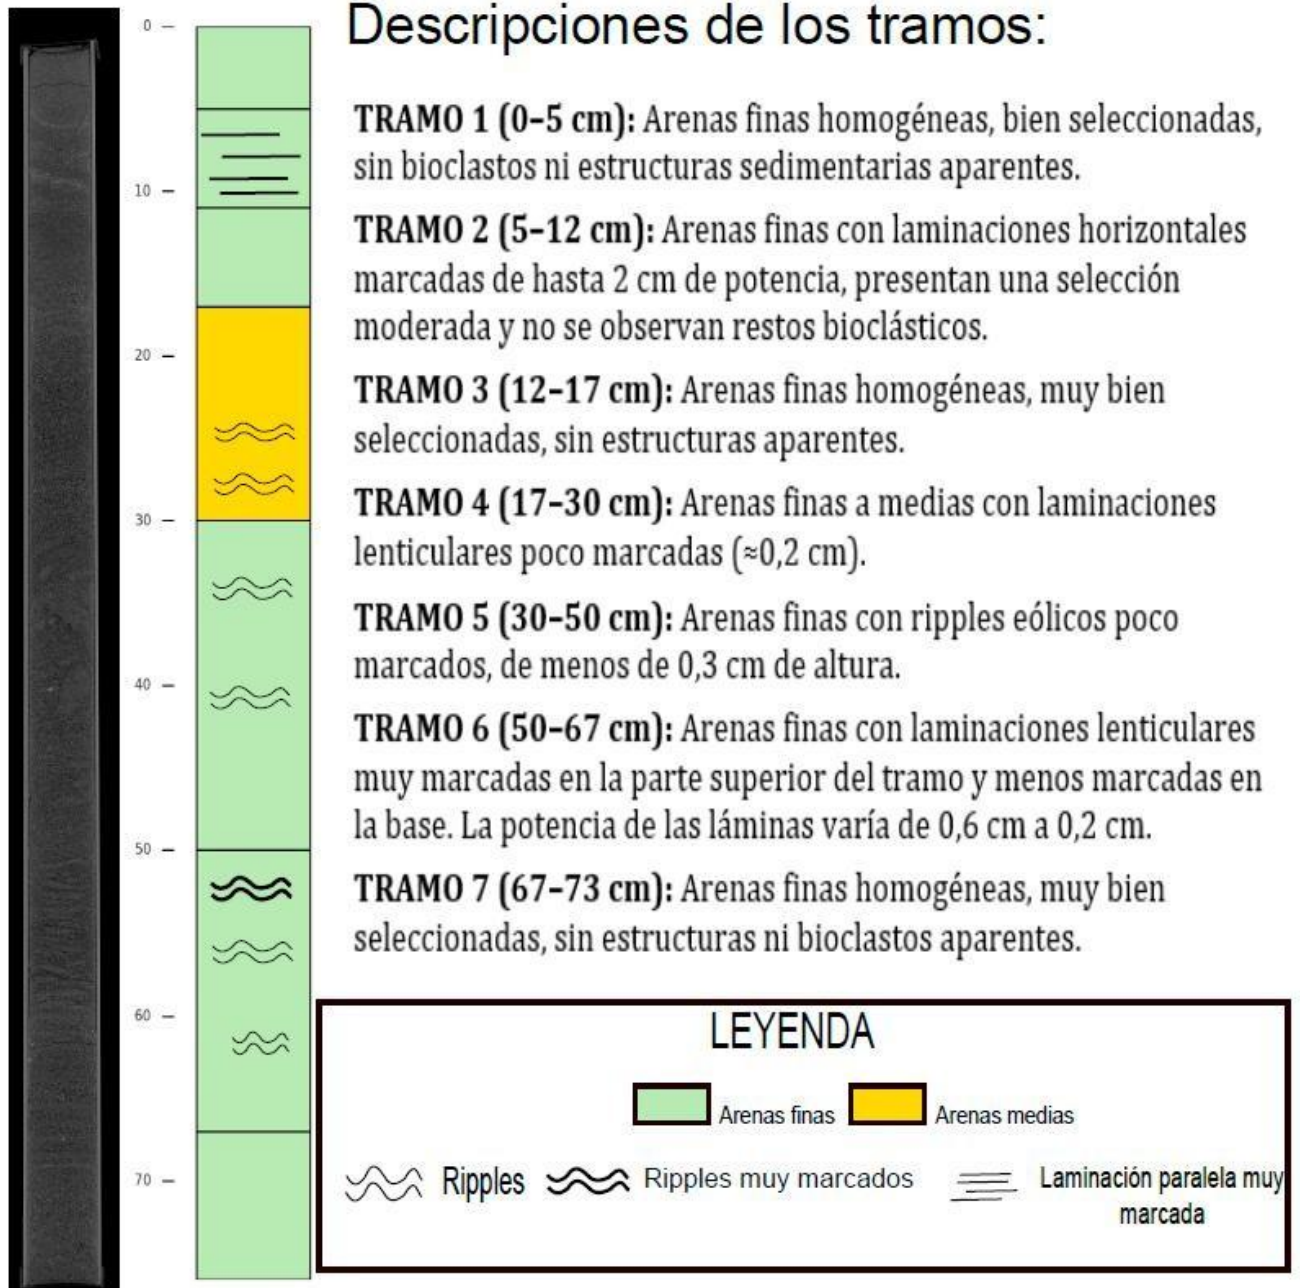 Descripciones de los tramos:
TRAMO 1 (0–5 cm): Arenas finas homogéneas, bien seleccionadas,
sin bioclastos ni estructuras sedimentarias aparentes.
TRAMO 2 (5–12 cm): Arenas finas con laminaciones horizontales
marcadas de hasta 2 cm de potencia, presentan una selección
moderada y no se observan restos bioclásticos.
TRAMO 3 (12–17 cm): Arenas finas homogéneas, muy bien
seleccionadas, sin estructuras aparentes.
TRAMO 4 (17–30 cm): Arenas finas a medias con laminaciones
lenticulares poco marcadas (≈0,2 cm).
TRAMO 5 (30–50 cm): Arenas finas con ripples eólicos poco
marcados, de menos de 0,3 cm de altura.
TRAMO 6 (50–67 cm): Arenas finas con laminaciones lenticulares
muy marcadas en la parte superior del tramo y menos marcadas en
la base. La potencia de las láminas varía de 0,6 cm a 0,2 cm.
TRAMO 7 (67–73 cm): Arenas finas homogéneas, muy bien
seleccionadas, sin estructuras ni bioclastos aparentes.
0
10
20
30
40
50
60
70
LEYENDA
Arenas finas
Arenas medias
Ripples
Ripples muy marcados
Laminación paralela muy
marcada